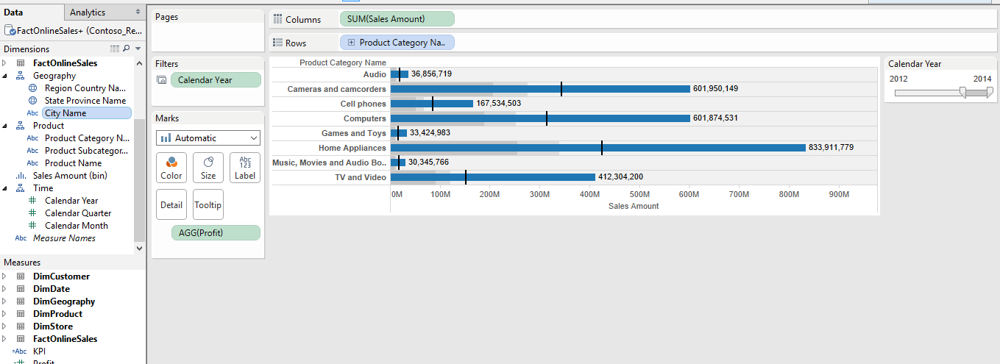 Data
Analytics
FactOnlineSales+ (Contoso_Re...
Dimensions
FactOnlineSales
Geography
Region Country Na...
State Province Name
Abc City Name
Product
Abc Product Category N...
Abc Product Subcategor...
Abc Product Name
Sales Amount (bin)
Time
# Calendar Year
# Calendar Quarter
# Calendar Month
Abc Measure Names
Measures
DimCustomer
DimDate
DimGeography
DimProduct
DimStore
FactOnlineSales
=Abc KPI
=# Profit
Pages
Filters
Calendar Year
Marks
Automatic
Color
Size
Abc
123
Label
Detail
Tooltip
AGG(Profit)
Columns
SUM(Sales Amount)
Rows
Product Category Na..
Product Category Name
Audio 36,856,719
Cameras and camcorders 601,950,149
Cell phones 167,534,503
Computers 601,874,531
Games and Toys 33,424,983
Home Appliances 833,911,779
Music, Movies and Audio Bo.. 30,345,766
TV and Video 412,304,200
0M 100M 200M 300M 400M 500M 600M 700M 800M 900M
Sales Amount
Calendar Year
2012 2014